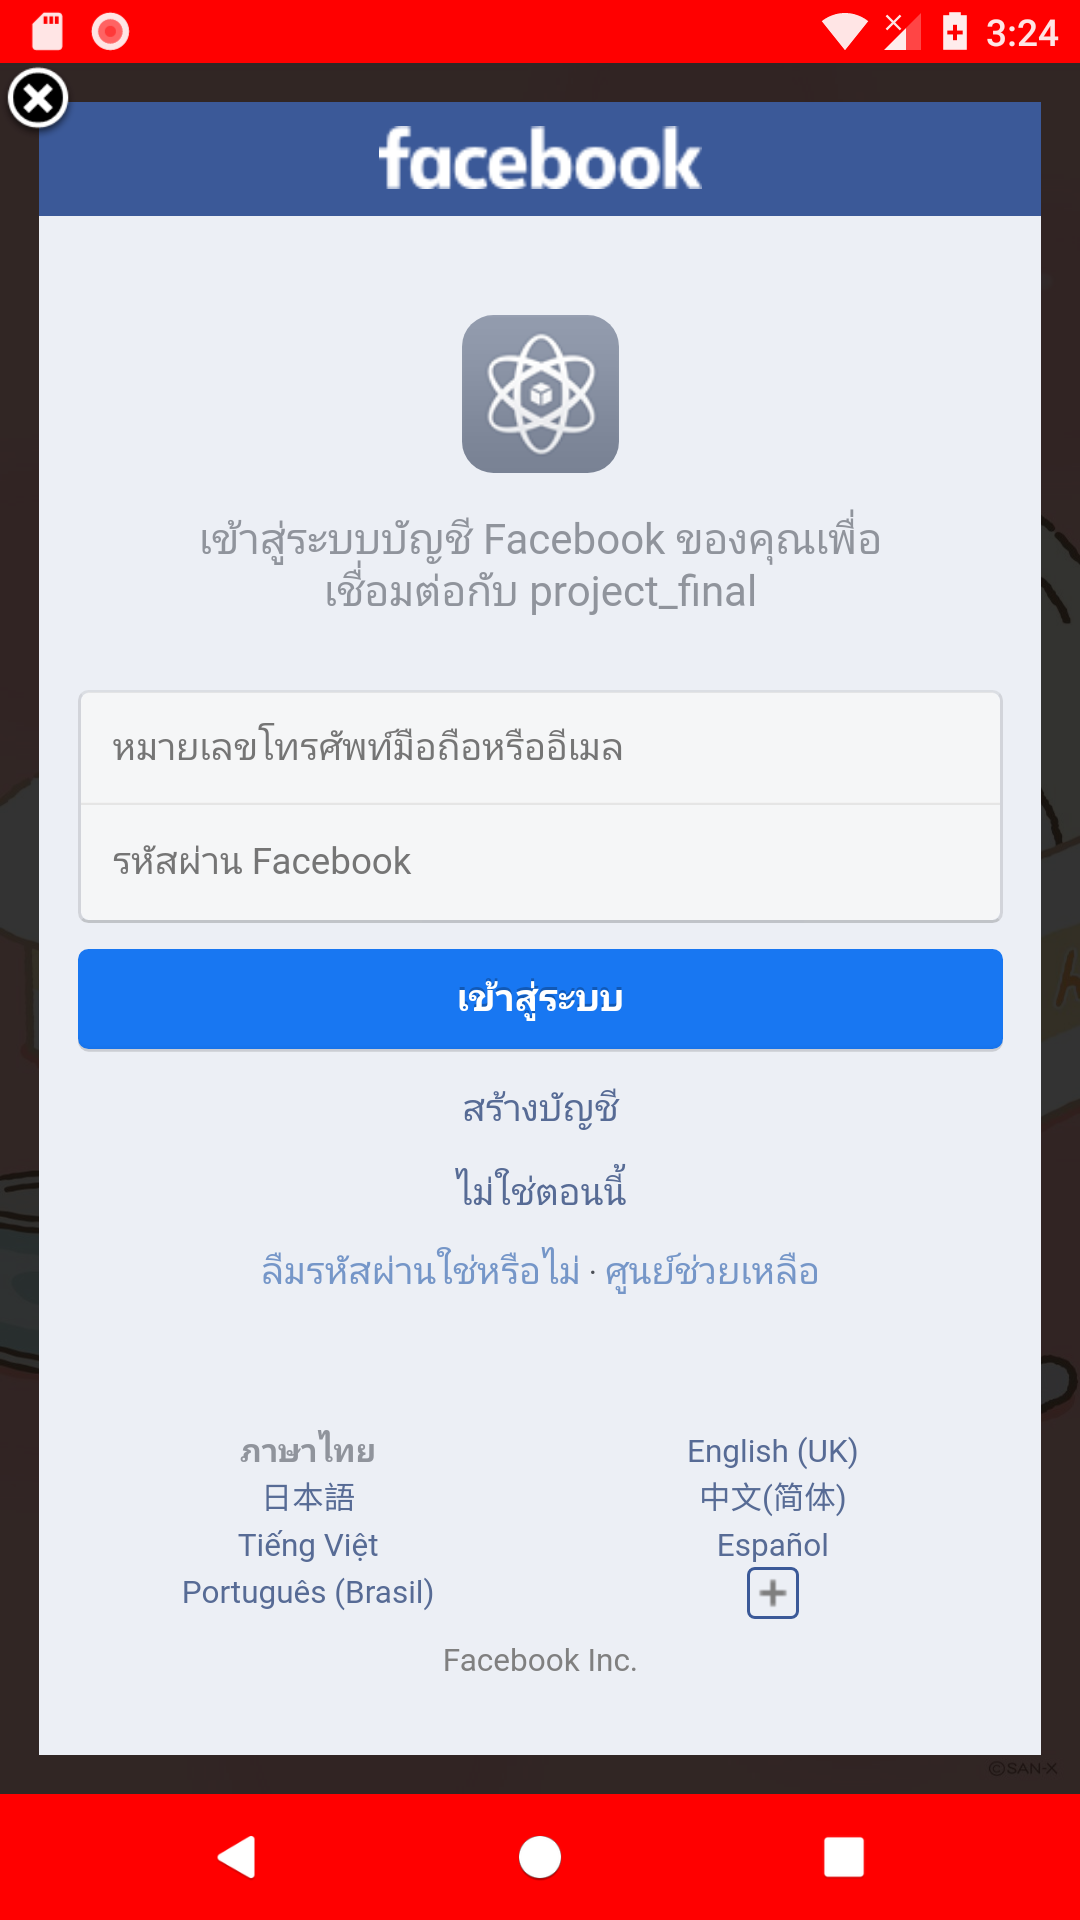 3:24
facebook
เข้าสู่ระบบบัญชี Facebook ของคุณเพื่อ
เชื่อมต่อกับ project_final
หมายเลขโทรศัพท์มือถือหรืออีเมล
รหัสผ่าน Facebook
เข้าสู่ระบบ
สร้างบัญชี
ไม่ใช่ตอนนี้
ลืมรหัสผ่านใช่หรือไม่ · ศูนย์ช่วยเหลือ
ภาษาไทย
English (UK)
日本語
中文(简体)
Tiếng Việt
Español
Português (Brasil)
Facebook Inc.
©SAN-X